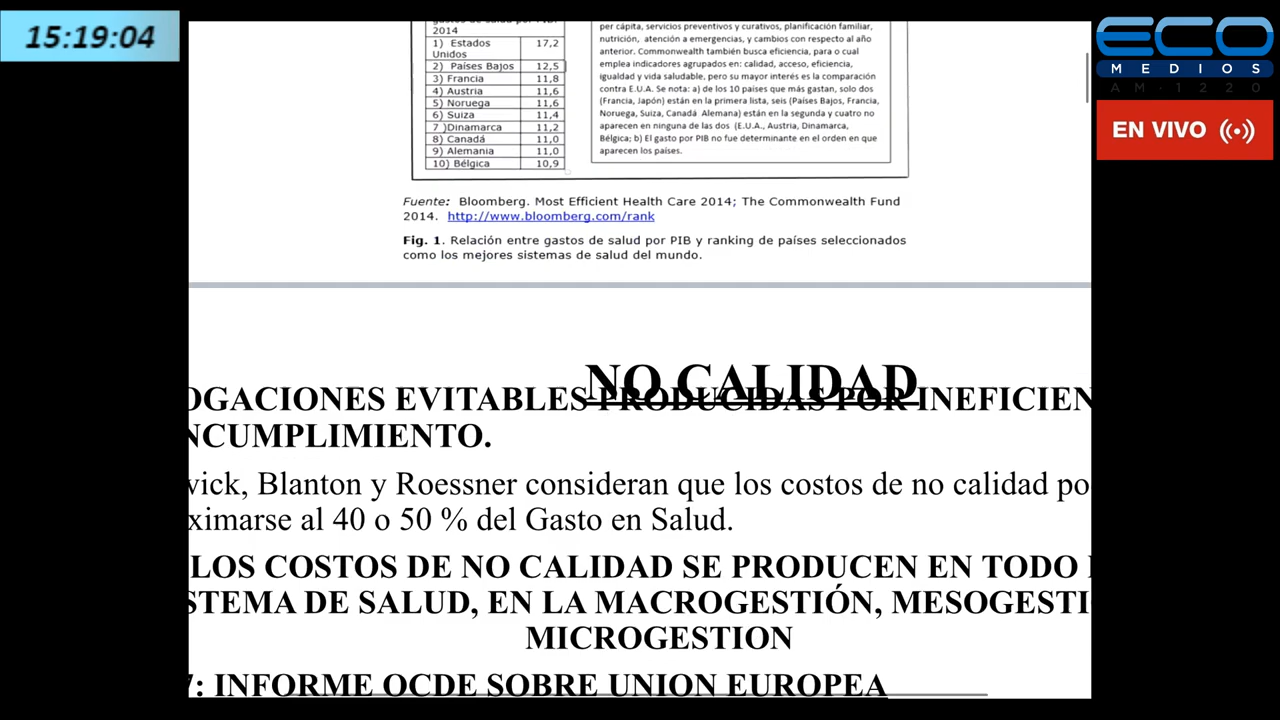 15:19:04
ECO
MEDIOS
AM·1220
EN VIVO
2014
1) Estados Unidos 17,2
2) Países Bajos 12,5
3) Francia 11,8
4) Austria 11,6
5) Noruega 11,6
6) Suiza 11,4
7 )Dinamarca 11,2
8) Canadá 11,0
9) Alemania 11,0
10) Bélgica 10,9
per cápita, servicios preventivos y curativos, planificación familiar,
nutrición, atención a emergencias, y cambios con respecto al año
anterior. Commonwealth también busca eficiencia, para o cual
emplea indicadores agrupados en: calidad, acceso, eficiencia,
igualdad y vida saludable, pero su mayor interés es la comparación
contra E.U.A. Se nota: a) de los 10 países que más gastan, solo dos
(Francia, Japón) están en la primera lista, seis (Países Bajos, Francia,
Noruega, Suiza, Canadá Alemana) están en la segunda y cuatro no
aparecen en ninguna de las dos (E.U.A., Austria, Dinamarca,
Bélgica; b) El gasto por PIB no fue determinante en el orden en que
aparecen los países.
Fuente: Bloomberg. Most Efficient Health Care 2014; The Commonwealth Fund
2014. http://www.bloomberg.com/rank
Fig. 1. Relación entre gastos de salud por PIB y ranking de países seleccionados
como los mejores sistemas de salud del mundo.
NO CALIDAD
OGACIONES EVITABLES PRODUCIDAS POR INEFICIEN
NCUMPLIMIENTO.
wick, Blanton y Roessner consideran que los costos de no calidad po
ximarse al 40 o 50 % del Gasto en Salud.
LOS COSTOS DE NO CALIDAD SE PRODUCEN EN TODO
STEMA DE SALUD, EN LA MACROGESTIÓN, MESOGESTI
MICROGESTION
7: INFORME OCDE SOBRE UNION EUROPEA